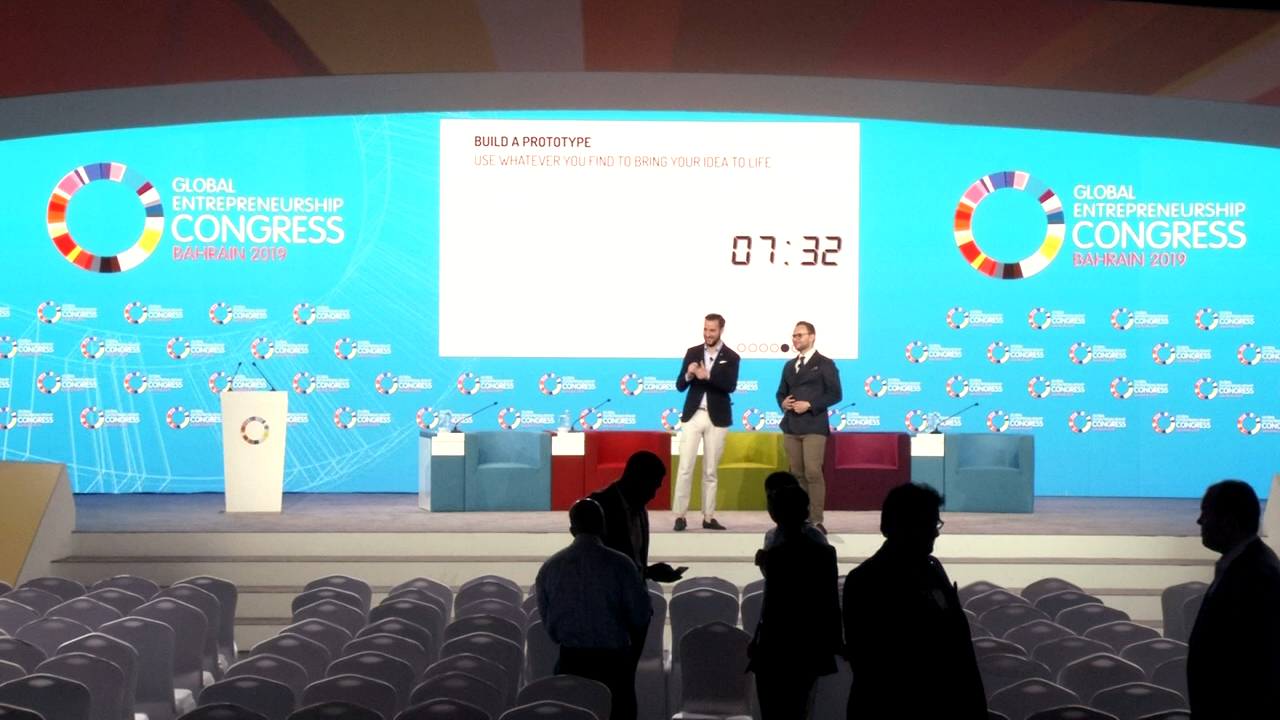 GLOBAL
ENTREPRENEURSHIP
CONGRESS
BAHRAIN 2019
BUILD A PROTOTYPE
USE WHATEVER YOU FIND TO BRING YOUR IDEA TO LIFE
07:32
GLOBAL
ENTREPRENEURSHIP
CONGRESS
BAHRAIN 2019